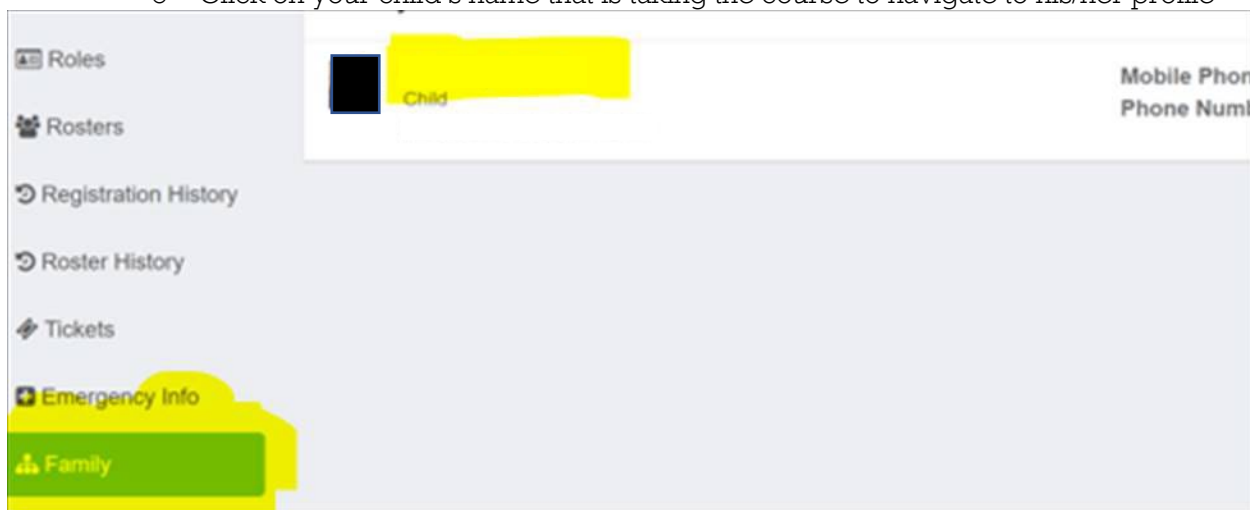 Click on your child's name that is taking the course to navigate to his/her profile
Roles
Child
Mobile Phon
Rosters
Phone Numb
Registration History
Roster History
Tickets
Emergency Info
Family